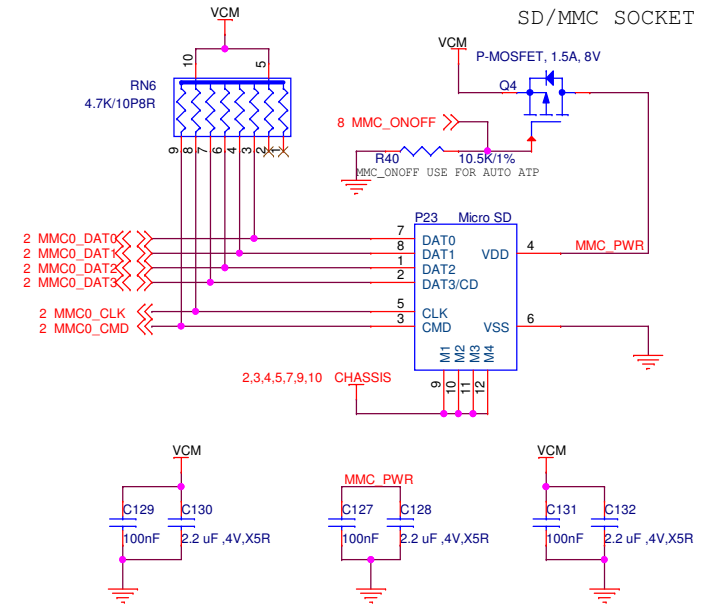 SD/MMC SOCKET
VCM
VCM
P-MOSFET, 1.5A, 8V
10
5
Q4
RN6
4.7K/10P8R
8 MMC_ONOFF
9
8
7
6
4
3
2
1
R40
10.5K/1%
MMC_ONOFF USE FOR AUTO ATP
P23
Micro SD
2 MMC0_DAT0
7
DAT0
2 MMC0_DAT1
8
DAT1
VDD
4
MMC_PWR
2 MMC0_DAT2
1
DAT2
2 MMC0_DAT3
2
DAT3/CD
2 MMC0_CLK
5
CLK
2 MMC0_CMD
3
CMD
VSS
6
M1
M2
M3
M4
2,3,4,5,7,9,10 CHASSIS
9
10
11
12
VCM
MMC_PWR
VCM
C129
C130
C127
C128
C131
C132
100nF
2.2 uF ,4V,X5R
100nF
2.2 uF ,4V,X5R
100nF
2.2 uF ,4V,X5R